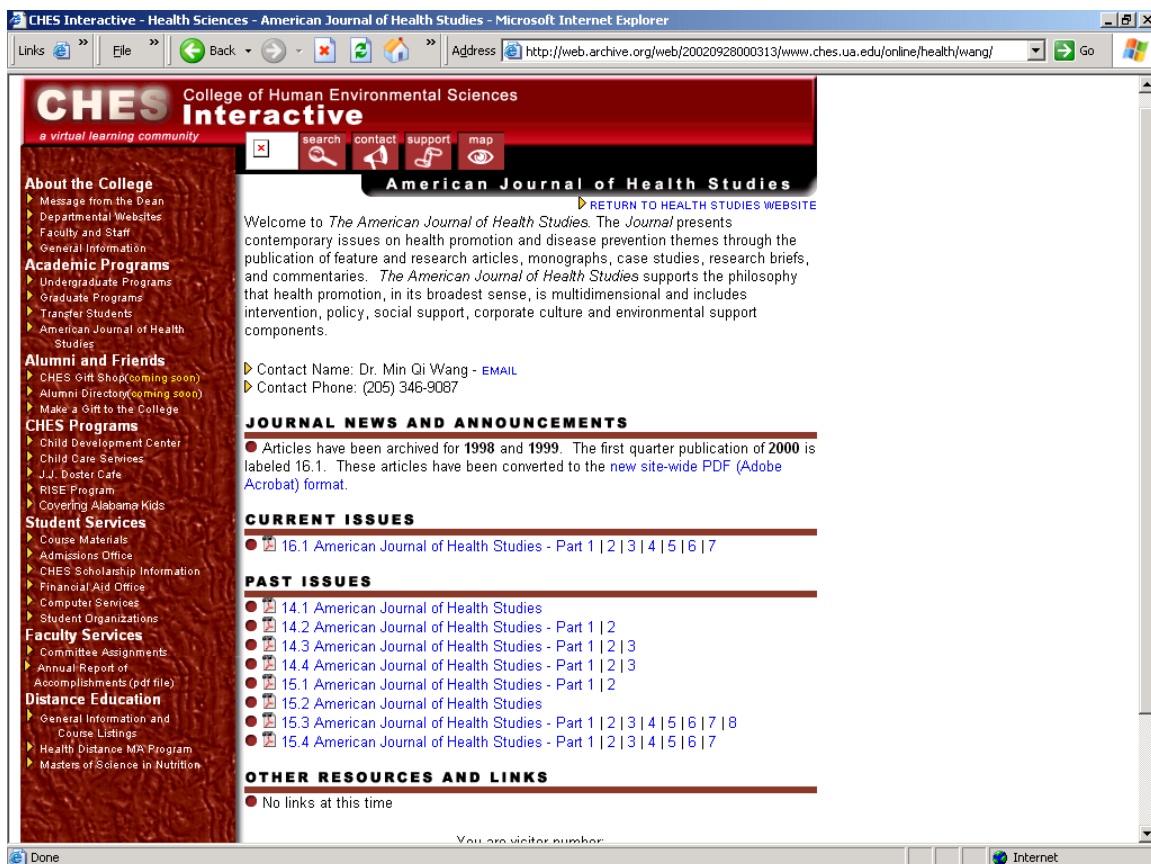 CHES Interactive - Health Sciences - American Journal of Health Studies - Microsoft Internet Explorer
Links » File » Back Address http://web.archive.org/web/20020928000313/www.ches.ua.edu/online/health/wang/ Go
CHES College of Human Environmental Sciences
Interactive
a virtual learning community
search contact support map
American Journal of Health Studies
RETURN TO HEALTH STUDIES WEBSITE
About the College
Message from the Dean
Departmental Websites
Faculty and Staff
General Information
Academic Programs
Undergraduate Programs
Graduate Programs
Transfer Students
American Journal of Health
Studies
Alumni and Friends
CHES Gift Shop(coming soon)
Alumni Directory(coming soon)
Make a Gift to the College
CHES Programs
Child Development Center
Child Care Services
J.J. Doster Cafe
RISE Program
Covering Alabama Kids
Student Services
Course Materials
Admissions Office
CHES Scholarship Information
Financial Aid Office
Computer Services
Student Organizations
Faculty Services
Committee Assignments
Annual Report of
Accomplishments (pdf file)
Distance Education
General Information and
Course Listings
Health Distance MA Program
Masters of Science in Nutrition
Welcome to The American Journal of Health Studies. The Journal presents
contemporary issues on health promotion and disease prevention themes through the
publication of feature and research articles, monographs, case studies, research briefs,
and commentaries. The American Journal of Health Studies supports the philosophy
that health promotion, in its broadest sense, is multidimensional and includes
intervention, policy, social support, corporate culture and environmental support
components.
Contact Name: Dr. Min Qi Wang - EMAIL
Contact Phone: (205) 346-9087
JOURNAL NEWS AND ANNOUNCEMENTS
Articles have been archived for 1998 and 1999. The first quarter publication of 2000 is
labeled 16.1. These articles have been converted to the new site-wide PDF (Adobe
Acrobat) format.
CURRENT ISSUES
16.1 American Journal of Health Studies - Part 1 | 2 | 3 | 4 | 5 | 6 | 7
PAST ISSUES
14.1 American Journal of Health Studies
14.2 American Journal of Health Studies - Part 1 | 2
14.3 American Journal of Health Studies - Part 1 | 2 | 3
14.4 American Journal of Health Studies - Part 1 | 2 | 3
15.1 American Journal of Health Studies - Part 1 | 2
15.2 American Journal of Health Studies
15.3 American Journal of Health Studies - Part 1 | 2 | 3 | 4 | 5 | 6 | 7 | 8
15.4 American Journal of Health Studies - Part 1 | 2 | 3 | 4 | 5 | 6 | 7
OTHER RESOURCES AND LINKS
No links at this time
You are visitor number:
Done Internet